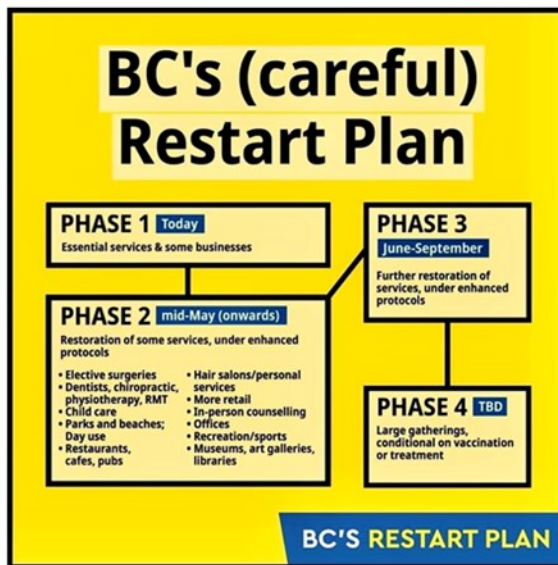 BC's (careful)
Restart Plan
PHASE 1 Today
Essential services & some businesses
PHASE 2 mid-May (onwards)
Restoration of some services, under enhanced
protocols
• Elective surgeries
• Dentists, chiropractic,
physiotherapy, RMT
• Child care
• Parks and beaches;
Day use
• Restaurants,
cafes, pubs
• Hair salons/personal
services
• More retail
• In-person counselling
• Offices
• Recreation/sports
• Museums, art galleries,
libraries
PHASE 3
June-September
Further restoration of
services, under enhanced
protocols
PHASE 4 TBD
Large gatherings,
conditional on vaccination
or treatment
BC'S RESTART PLAN